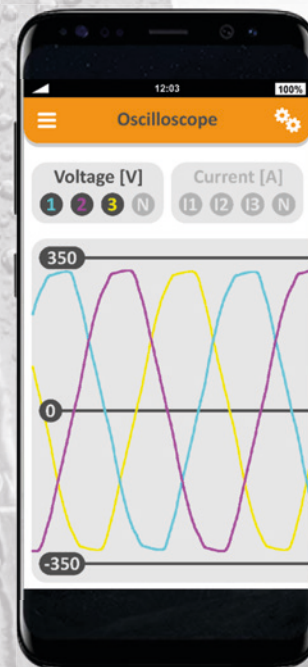 12:03
100%
Oscilloscope
Voltage [V]
1 2 3 N
Current [A]
I1 I2 I3 N
350
0
-350